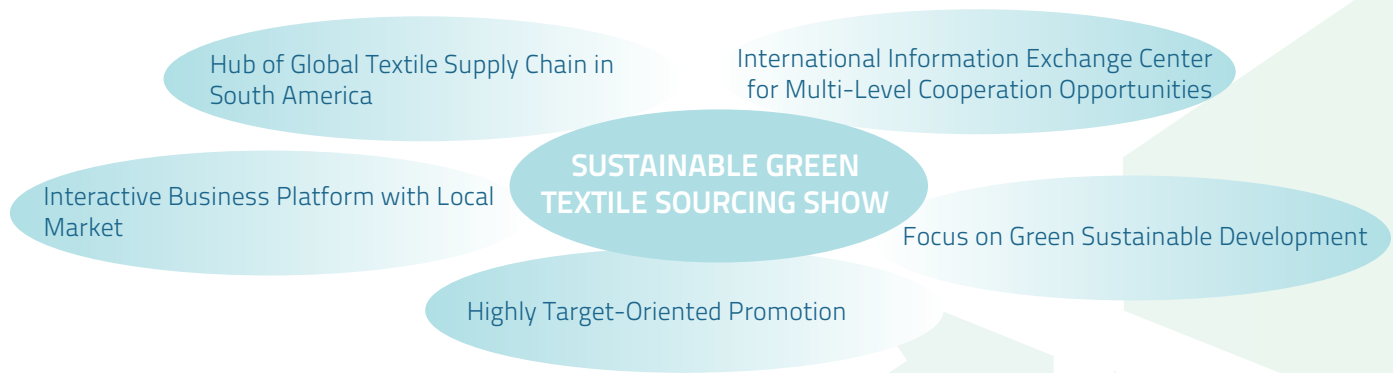 Hub of Global Textile Supply Chain in
South America
International Information Exchange Center
for Multi-Level Cooperation Opportunities
SUSTAINABLE GREEN
TEXTILE SOURCING SHOW
Interactive Business Platform with Local
Market
Focus on Green Sustainable Development
Highly Target-Oriented Promotion